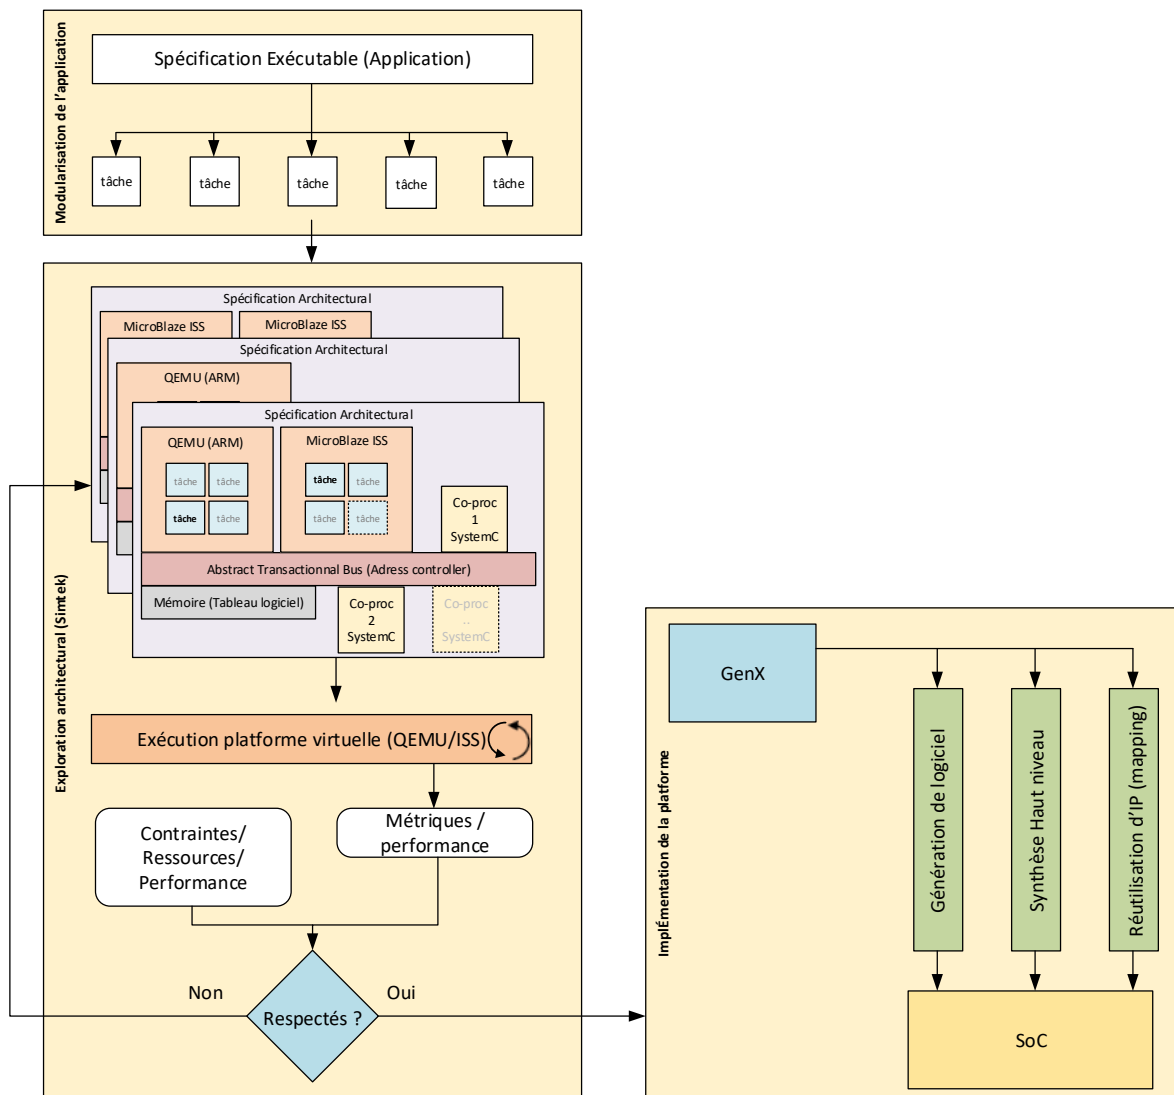 Modularisation de l'application
Spécification Exécutable (Application)
tâche
tâche
tâche
tâche
tâche
Exploration architectural (Simtek)
Spécification Architectural
MicroBlaze ISS
MicroBlaze ISS
Spécification Architectural
QEMU (ARM)
Spécification Architectural
QEMU (ARM)
MicroBlaze ISS
tâche
tâche
tâche
tâche
tâche
tâche
tâche
tâche
Co-proc
1
SystemC
Abstract Transactionnal Bus (Adress controller)
Mémoire (Tableau logiciel)
Co-proc
2
SystemC
Co-proc
..
SystemC
Exécution platforme virtuelle (QEMU/ISS)
Contraintes/
Ressources/
Performance
Métriques /
performance
Non
Respectés ?
Oui
ImplÉmentation de la platforme
GenX
Génération de logiciel
Synthèse Haut niveau
Réutilisation d'IP (mapping)
SoC